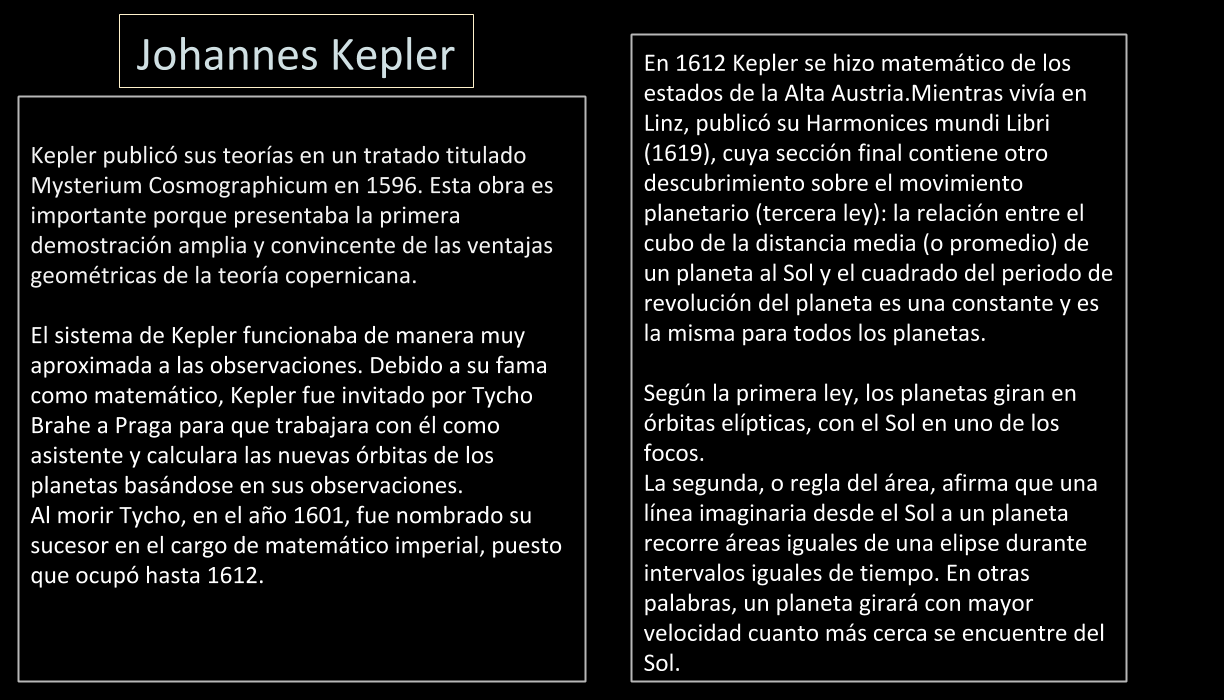 Johannes Kepler
Kepler publicó sus teorías en un tratado titulado
Mysterium Cosmographicum en 1596. Esta obra es
importante porque presentaba la primera
demostración amplia y convincente de las ventajas
geométricas de la teoría copernicana.
El sistema de Kepler funcionaba de manera muy
aproximada a las observaciones. Debido a su fama
como matemático, Kepler fue invitado por Tycho
Brahe a Praga para que trabajara con él como
asistente y calculara las nuevas órbitas de los
planetas basándose en sus observaciones.
Al morir Tycho, en el año 1601, fue nombrado su
sucesor en el cargo de matemático imperial, puesto
que ocupó hasta 1612.
En 1612 Kepler se hizo matemático de los
estados de la Alta Austria.Mientras vivía en
Linz, publicó su Harmonices mundi Libri
(1619), cuya sección final contiene otro
descubrimiento sobre el movimiento
planetario (tercera ley): la relación entre el
cubo de la distancia media (o promedio) de
un planeta al Sol y el cuadrado del periodo de
revolución del planeta es una constante y es
la misma para todos los planetas.
Según la primera ley, los planetas giran en
órbitas elípticas, con el Sol en uno de los
focos.
La segunda, o regla del área, afirma que una
línea imaginaria desde el Sol a un planeta
recorre áreas iguales de una elipse durante
intervalos iguales de tiempo. En otras
palabras, un planeta girará con mayor
velocidad cuanto más cerca se encuentre del
Sol.